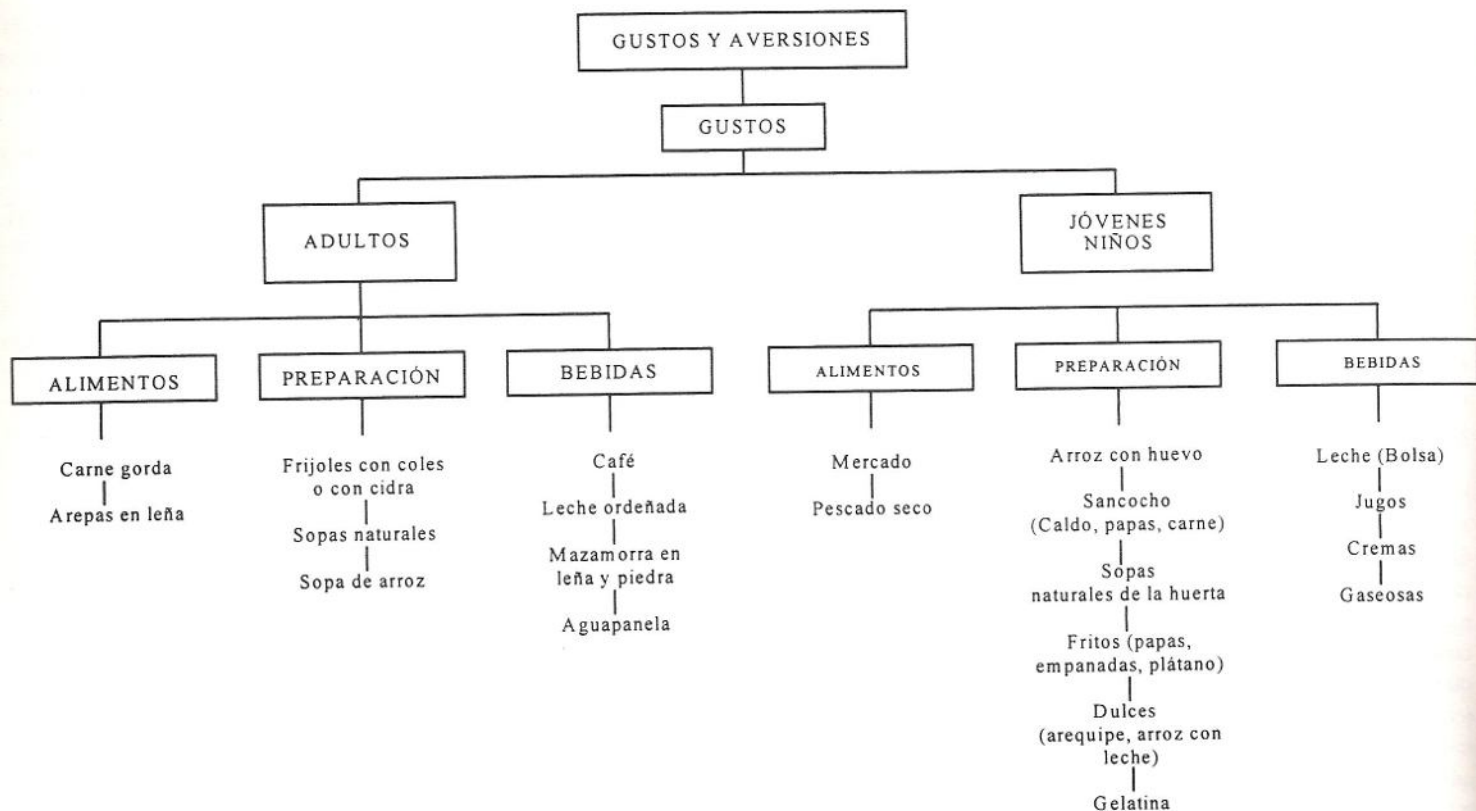 GUSTOS Y AVERSIONES
GUSTOS
ADULTOS
JÓVENES
NIÑOS
ALIMENTOS
PREPARACIÓN
BEBIDAS
ALIMENTOS
PREPARACIÓN
BEBIDAS
Carne gorda
Arepas en leña
Frijoles con coles
o con cidra
Sopas naturales
Sopa de arroz
Café
Leche ordeñada
Mazamorra en
leña y piedra
Aguapanela
Mercado
Pescado seco
Arroz con huevo
Sancocho
(Caldo, papas, carne)
Sopas
naturales de la huerta
Fritos (papas,
empanadas, plátano)
Dulces
(arequipe, arroz con
leche)
Gelatina
Leche (Bolsa)
Jugos
Cremas
Gaseosas